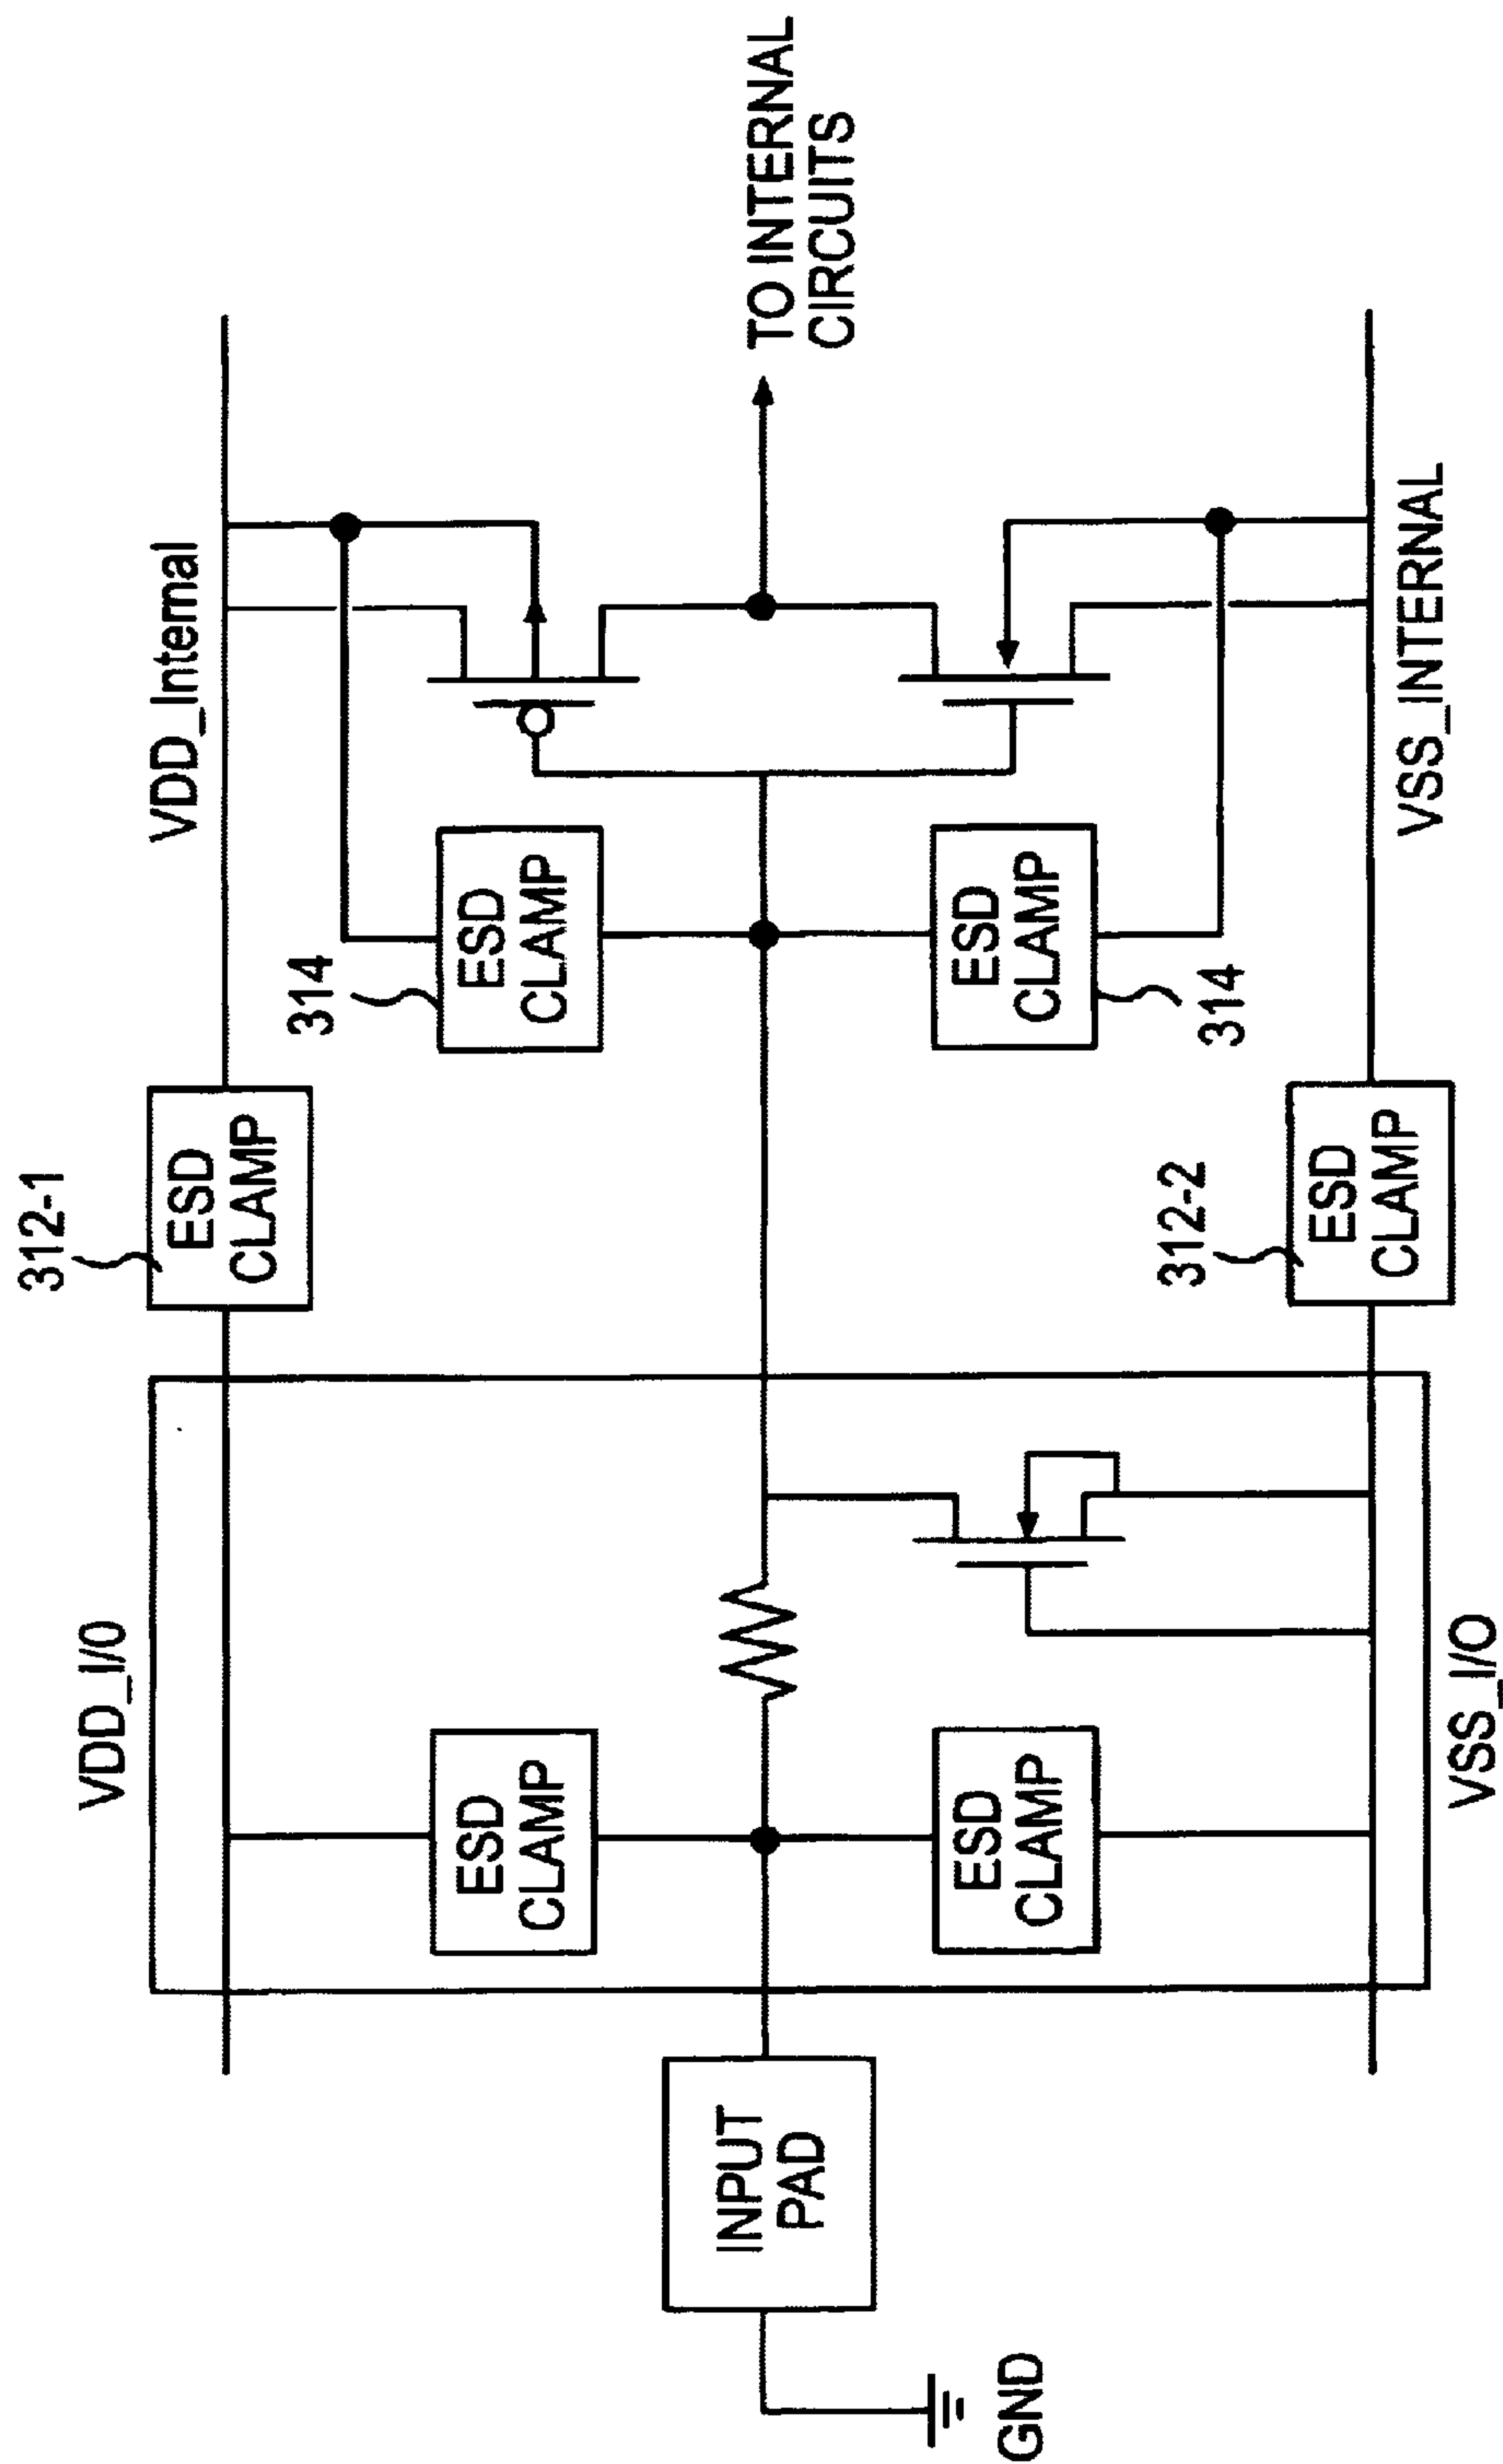 312-1
VDD_I/0
ESD
CLAMP
VDD_Internal
314
ESD
CLAMP
ESD
CLAMP
GND
INPUT
PAD
TO INTERNAL
CIRCUITS
ESD
CLAMP
ESD
CLAMP
314
312-2
VSS_I/O
ESD
CLAMP
VSS_INTERNAL